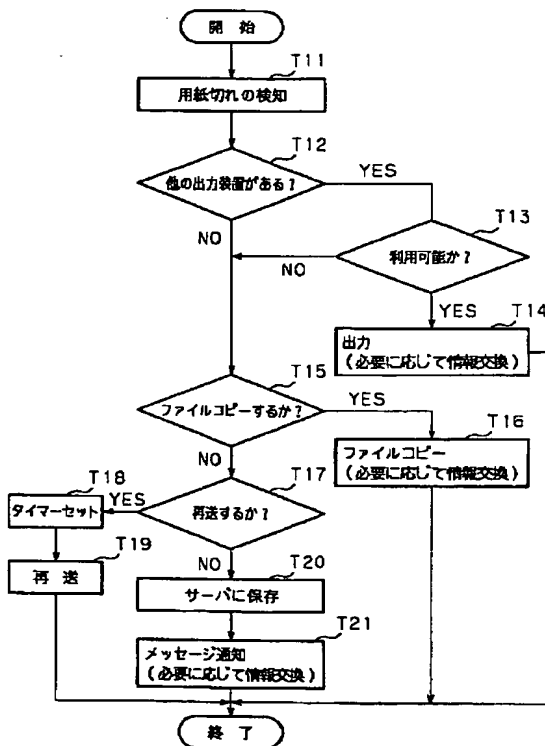 開 始
T11
用紙切れの検知
T12
他の出力装置がある?
YES
NO
T13
利用可能か?
NO
YES
T14
出力
(必要に応じて情報交換)
T15
ファイルコピーするか?
YES
NO
T16
ファイルコピー
(必要に応じて情報交換)
T17
再送するか?
YES
NO
T18
タイマーセット
T19
再 送
T20
サーバに保存
T21
メッセージ通知
(必要に応じて情報交換)
終 了